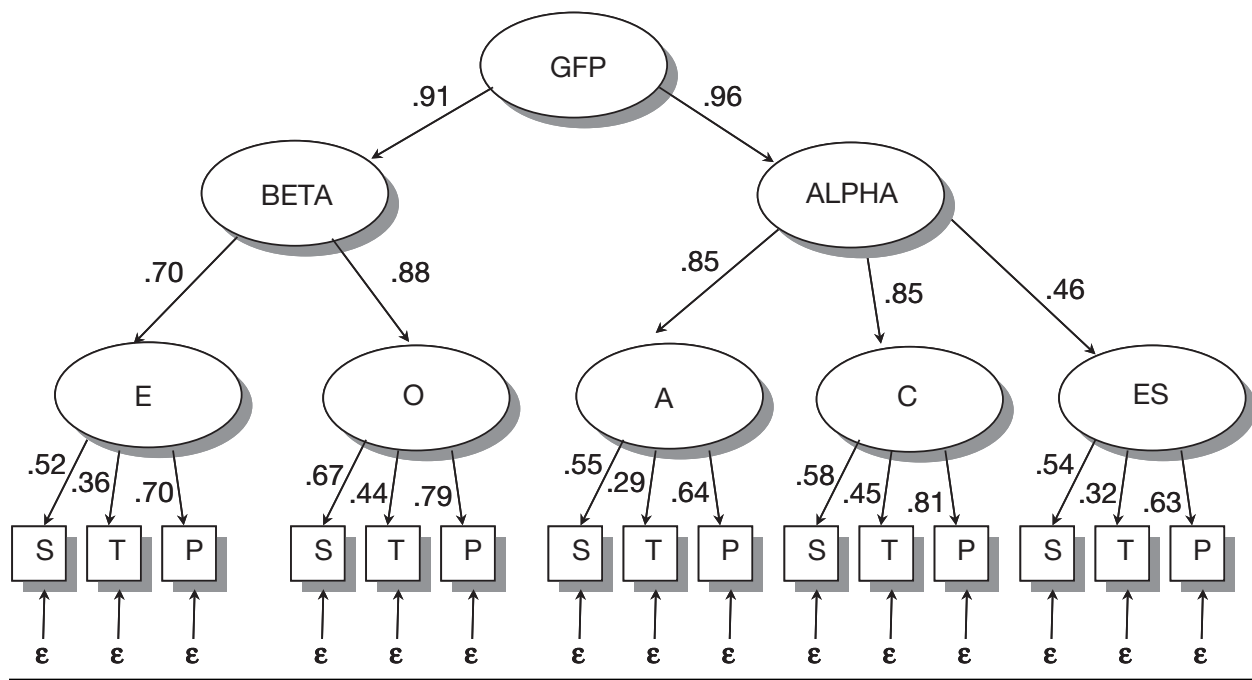 GFP
.91 .96
BETA ALPHA
.70 .88 .85 .85 .46
E O A C ES
.52 .36 .70 .67 .44 .79 .55 .29 .64 .58 .45 .81 .54 .32 .63
S T P S T P S T P S T P S T P
ε ε ε ε ε ε ε ε ε ε ε ε ε ε ε